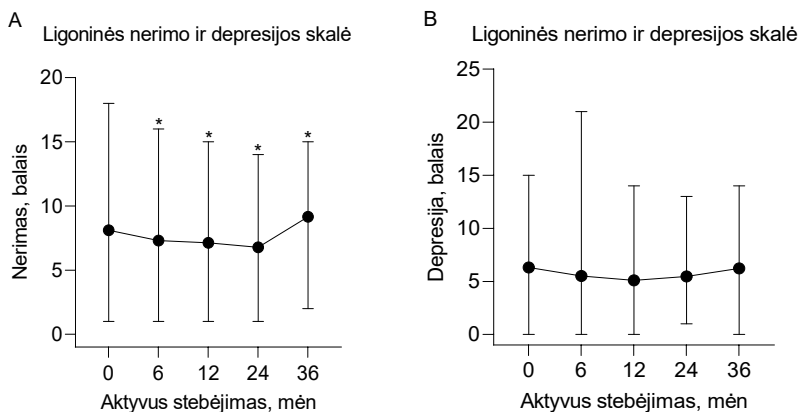 A
Ligoninės nerimo ir depresijos skalė
20
15
10
5
0
Nerimas, balais
* * * *
0 6 12 24 36
Aktyvus stebėjimas, mėn
B
Ligoninės nerimo ir depresijos skalė
25
20
15
10
5
0
Depresija, balais
0 6 12 24 36
Aktyvus stebėjimas, mėn